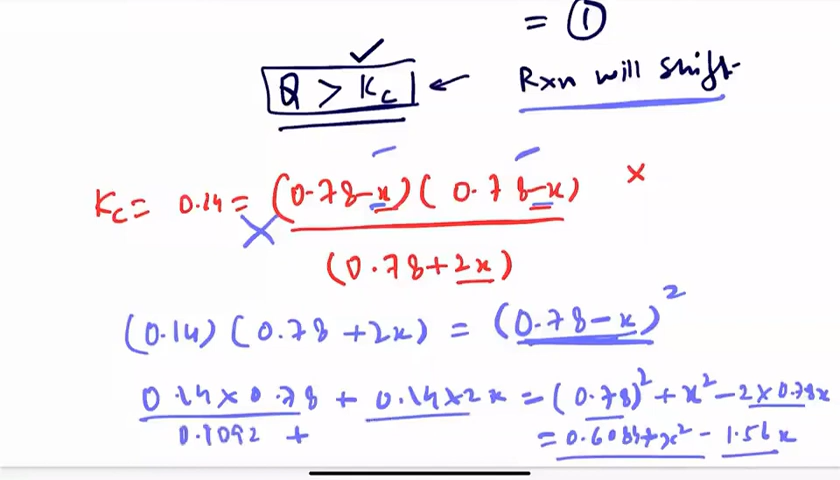 = ①
Q > Kc ← Rxn will shift
Kc = 0.14 = (0.78-x)(0.78-x)
(0.78+2x)
(0.14)(0.78+2x) = (0.78-x)²
0.14×0.78 + 0.14×2x = (0.78)² + x² - 2×0.78x
0.1092 + = 0.6084+x² - 1.56x